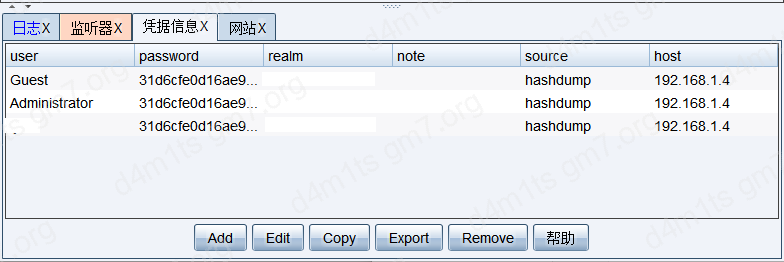 日志X 监听器X 凭据信息X 网站X
user password realm note source host
Guest 31d6cfe0d16ae9... hashdump 192.168.1.4
Administrator 31d6cfe0d16ae9... hashdump 192.168.1.4
31d6cfe0d16ae9... hashdump 192.168.1.4
Add Edit Copy Export Remove 帮助
d4m1ts gm7.org